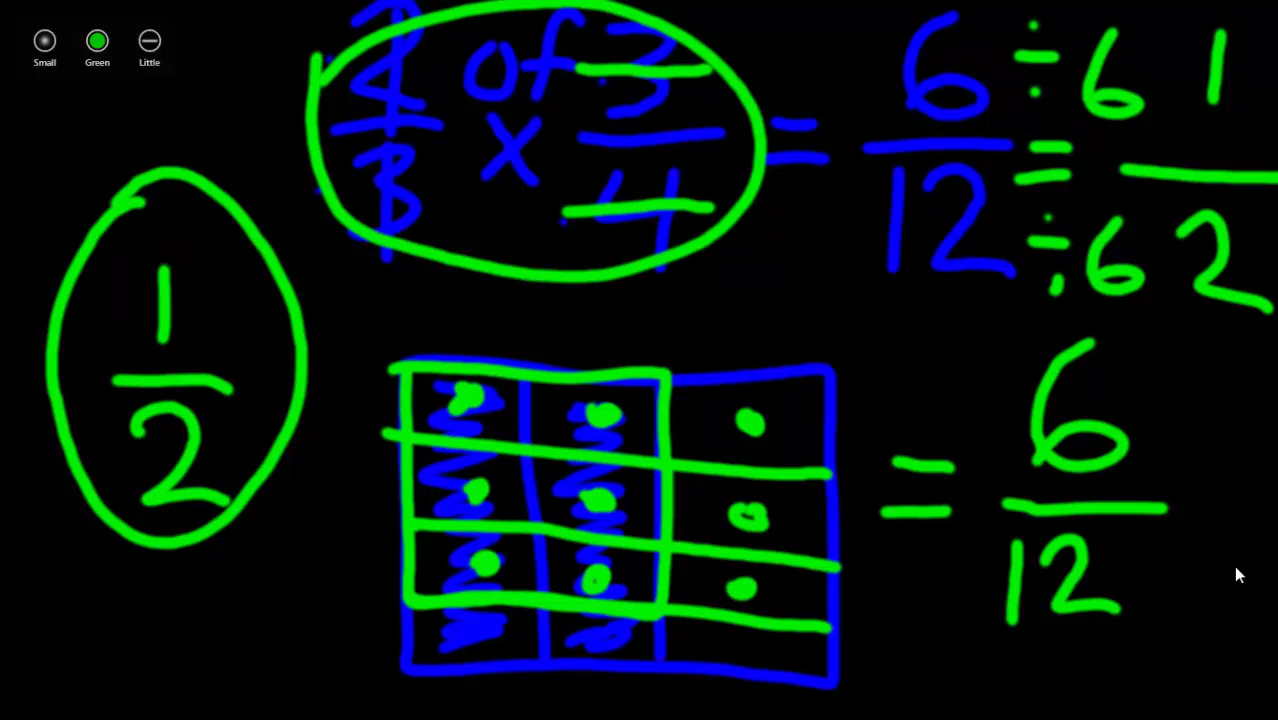 Small Green Little
2 of 3 = 6 ÷ 6 1
3 x 4 12 = ÷ 6 2
1
2
= 6
12